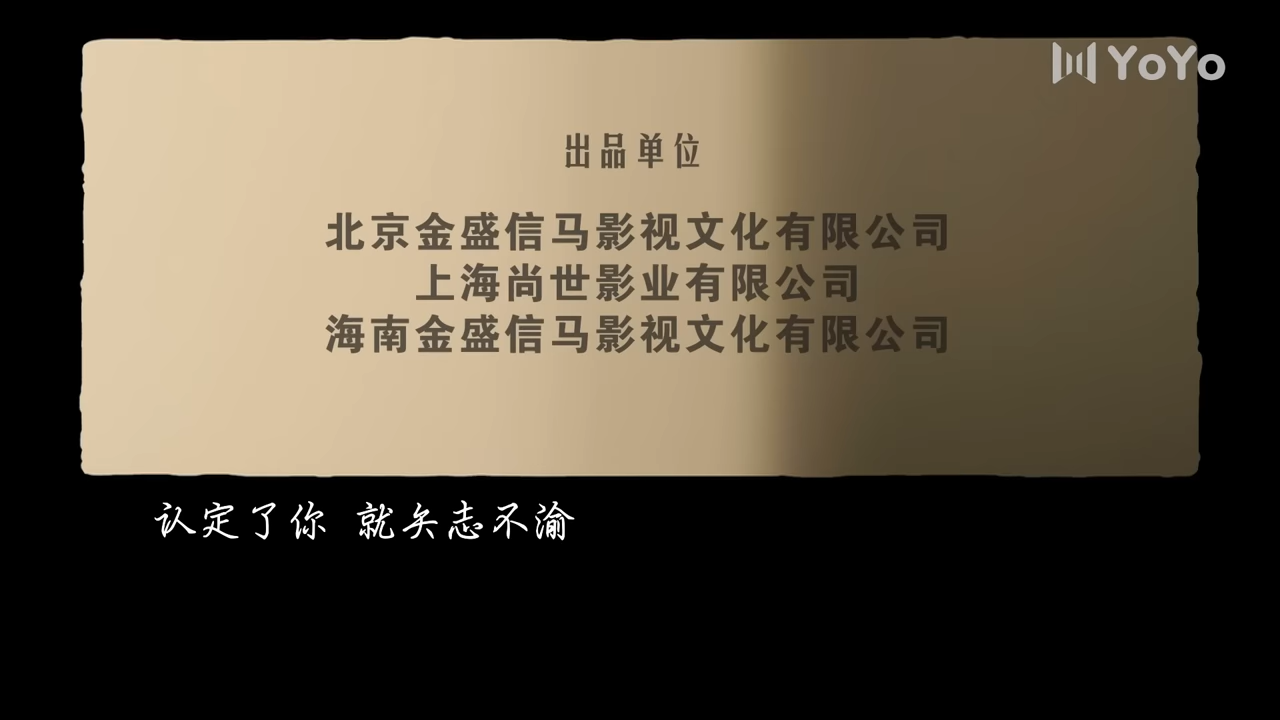 YoYo
出品单位
北京金盛信马影视文化有限公司
上海尚世影业有限公司
海南金盛信马影视文化有限公司
认定了你 就矢志不渝